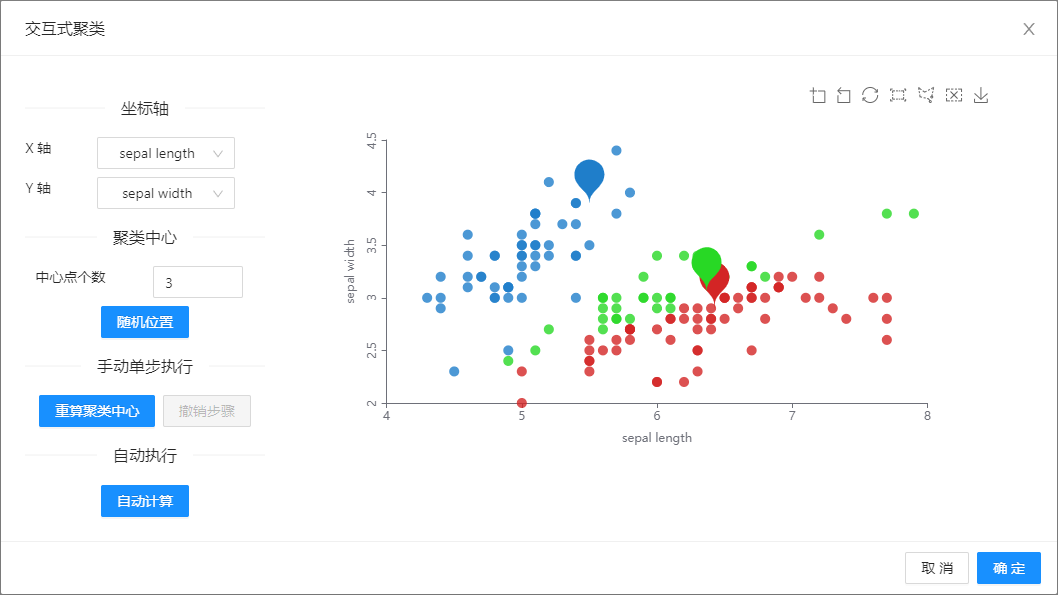 交互式聚类
坐标轴
X 轴
sepal length
Y 轴
sepal width
聚类中心
中心点个数
3
随机位置
手动单步执行
重算聚类中心
撤销步骤
自动执行
自动计算
4.5
4
3.5
3
2.5
2
sepal width
4
5
6
7
8
sepal length
取 消
确 定